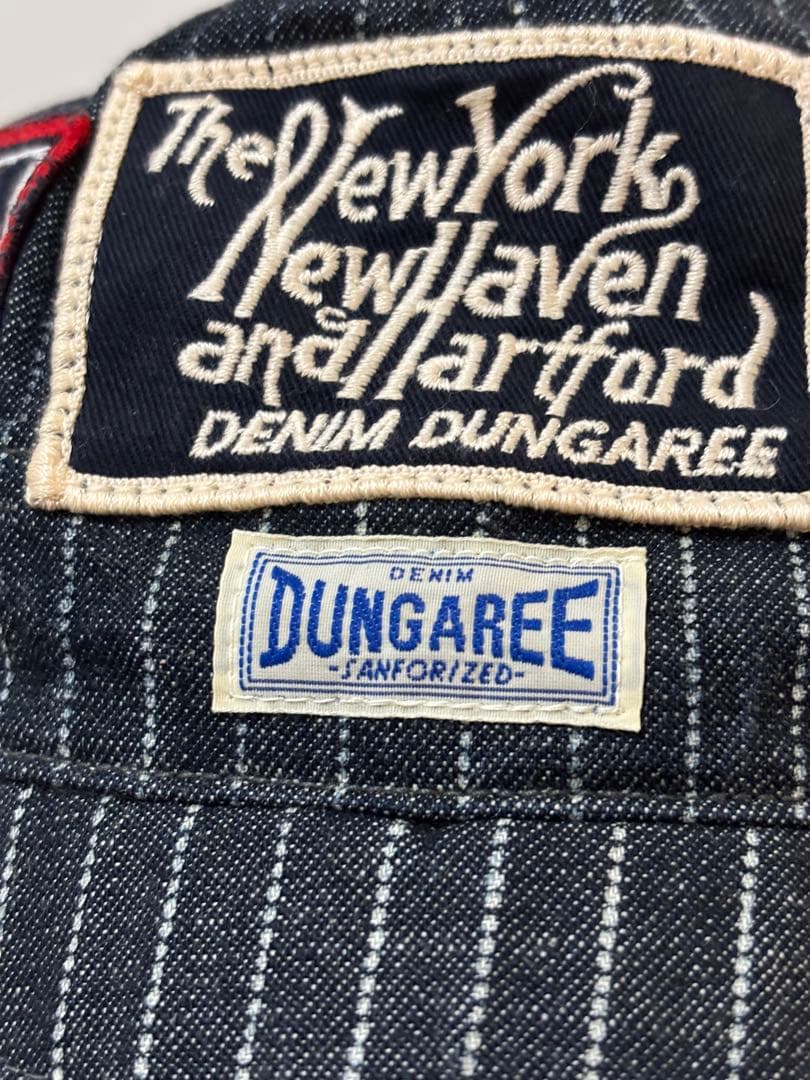 The New York,
New Haven
and Hartford
DENIM DUNGAREE
DENIM
DUNGAREE
-SANFORIZED-